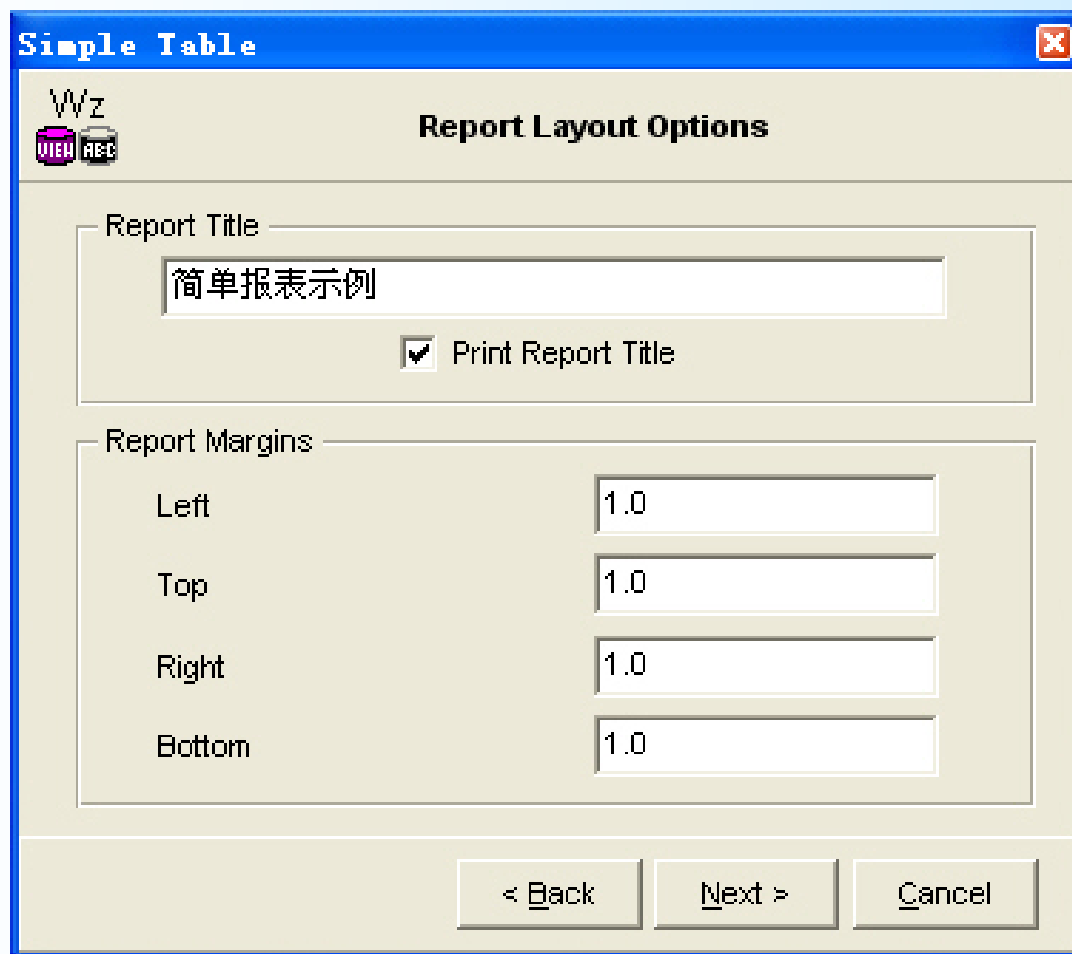 Simple Table
Wz
VIEW ABC
Report Layout Options
Report Title
简单报表示例
Print Report Title
Report Margins
Left 1.0
Top 1.0
Right 1.0
Bottom 1.0
< Back Next > Cancel